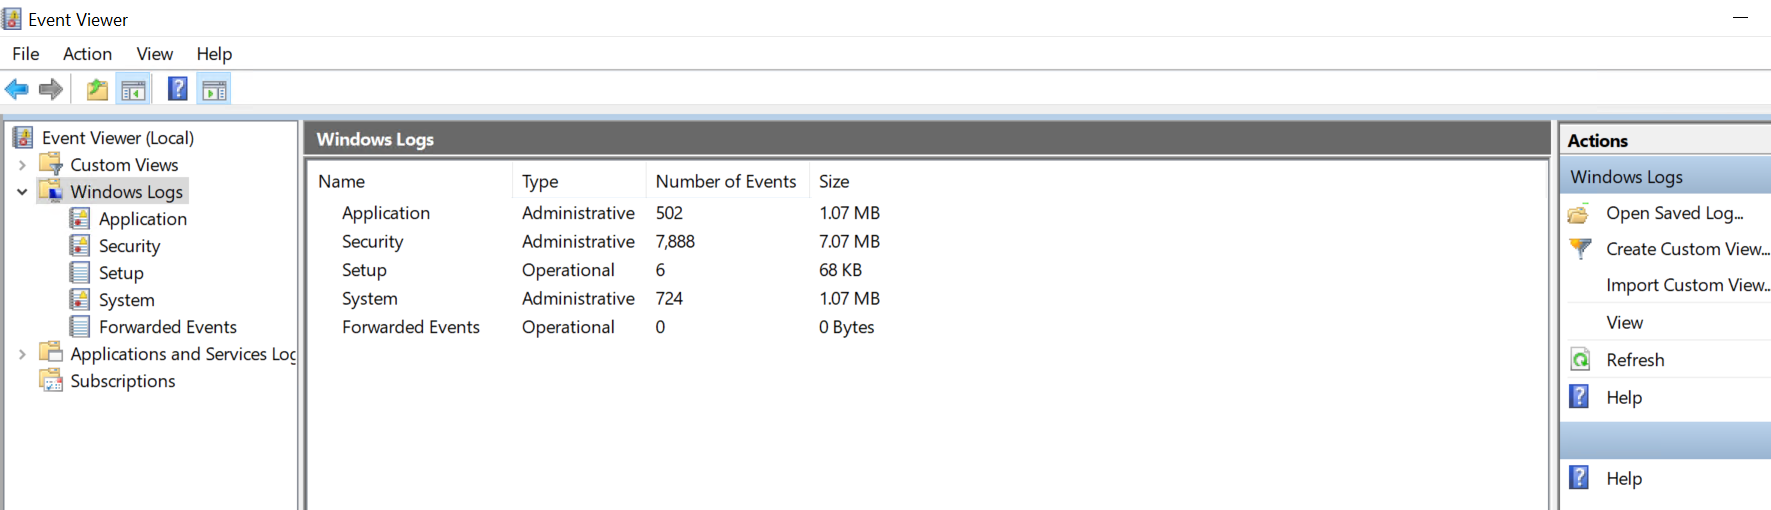 Event Viewer
File Action View Help
Event Viewer (Local)
Custom Views
Windows Logs
Application
Security
Setup
System
Forwarded Events
Applications and Services Log
Subscriptions
Windows Logs
Name Type Number of Events Size
Application Administrative 502 1.07 MB
Security Administrative 7,888 7.07 MB
Setup Operational 6 68 KB
System Administrative 724 1.07 MB
Forwarded Events Operational 0 0 Bytes
Actions
Windows Logs
Open Saved Log...
Create Custom View...
Import Custom View...
View
Refresh
Help
Help